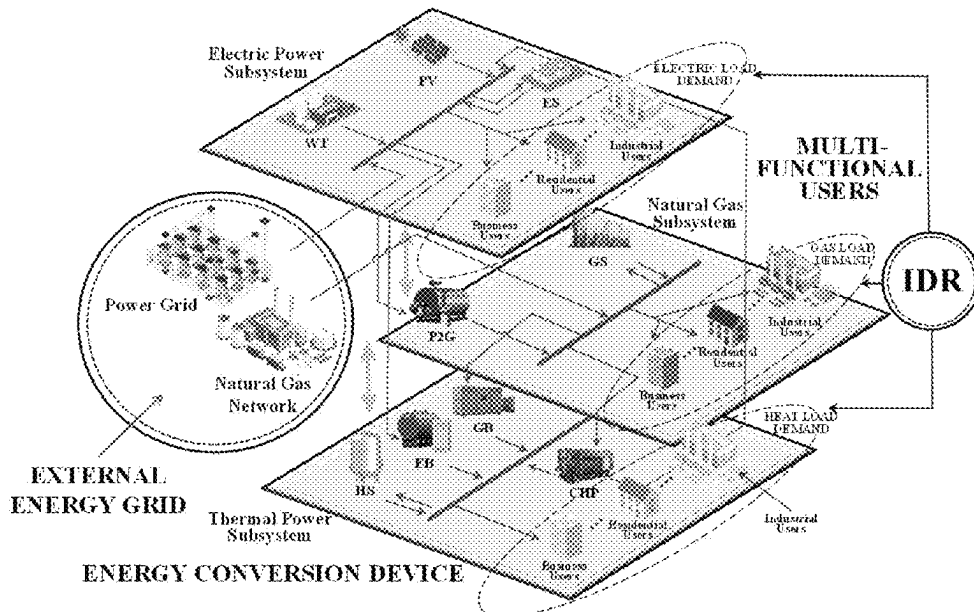 Electric Power
Subsystem
PV
ES
WT
ELECTRIC LOAD
DEMAND
Industrial
Users
Residential
Users
Business
Users
MULTI-
FUNCTIONAL
USERS
Natural Gas
Subsystem
GS
GAS LOAD
DEMAND
IDR
Power Grid
Natural Gas
Network
P2G
Industrial
Users
Residential
Users
Business
Users
HEAT LOAD
DEMAND
GB
EB
HS
CHP
EXTERNAL
ENERGY GRID
Thermal Power
Subsystem
Residential
Users
Industrial
Users
Business
Users
ENERGY CONVERSION DEVICE